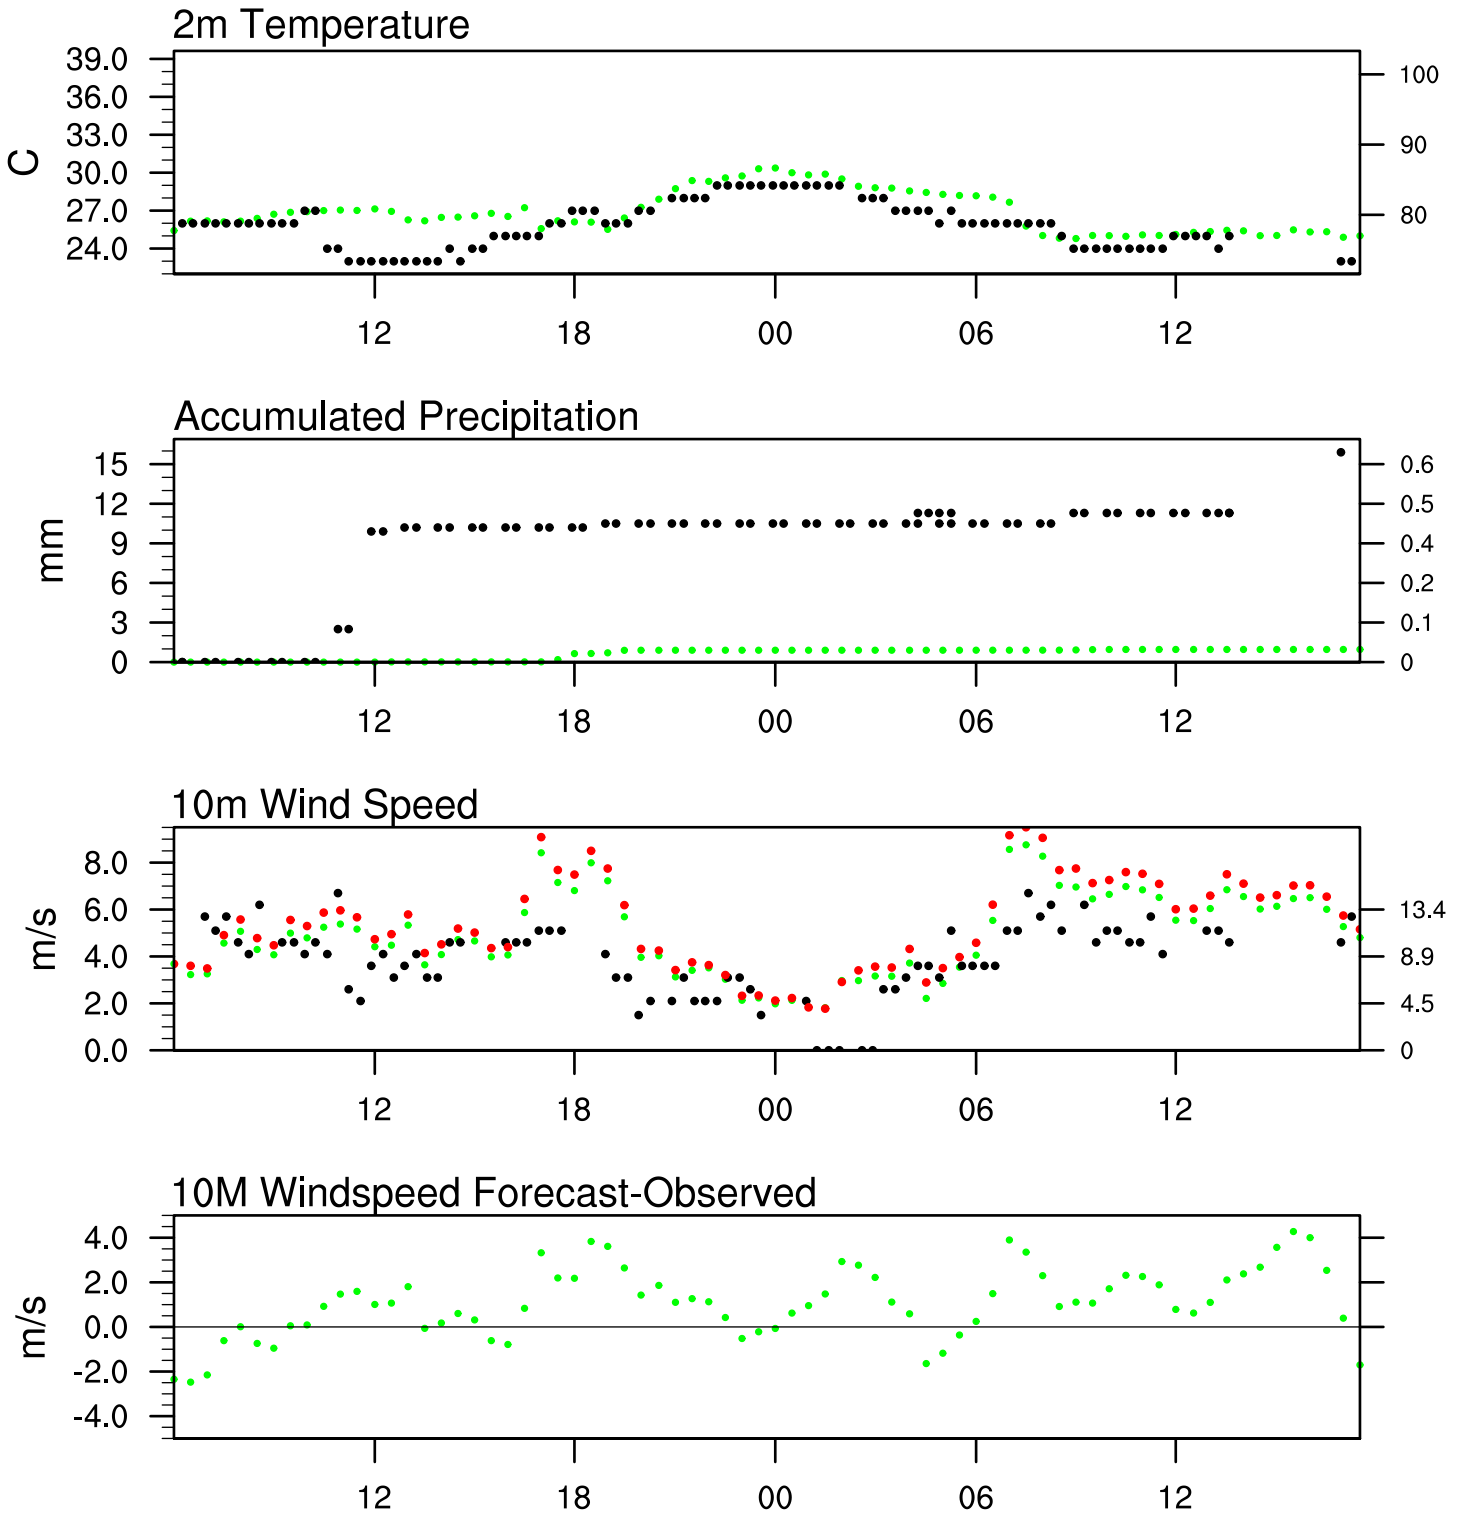 2m Temperature
39.0
36.0
33.0
30.0
27.0
24.0
C
100
90
80
12 18 00 06 12
Accumulated Precipitation
15
12
9
6
3
0
mm
0.6
0.5
0.4
0.2
0.1
0
12 18 00 06 12
10m Wind Speed
8.0
6.0
4.0
2.0
0.0
m/s
13.4
8.9
4.5
0
12 18 00 06 12
10M Windspeed Forecast-Observed
4.0
2.0
0.0
-2.0
-4.0
m/s
12 18 00 06 12